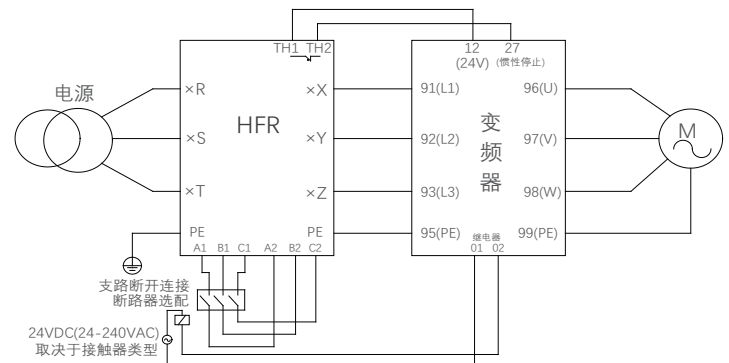 TH1 TH2
12
(24V)
27
(惯性停止)
电源
×R
×X
91(L1)
96(U)
HFR
变频器
M
×S
×Y
92(L2)
97(V)
×T
×Z
93(L3)
98(W)
PE
PE
95(PE)
继电器
01 02
99(PE)
A1 B1 C1 A2 B2 C2
支路断开连接
断路器选配
24VDC(24-240VAC)
取决于接触器类型